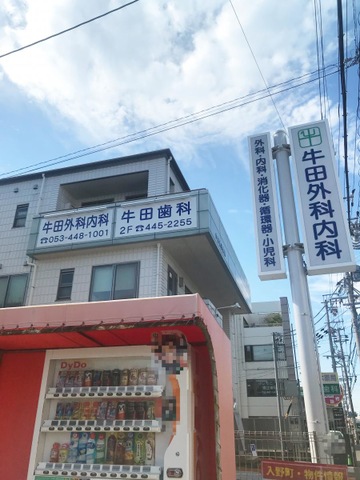 牛田外科内科
☎053-448-1001
牛田歯科
2F☎445-2255
外科・内科・消化器・循環器・小児科
牛田外科内科
DyDo
入野町・物件情報